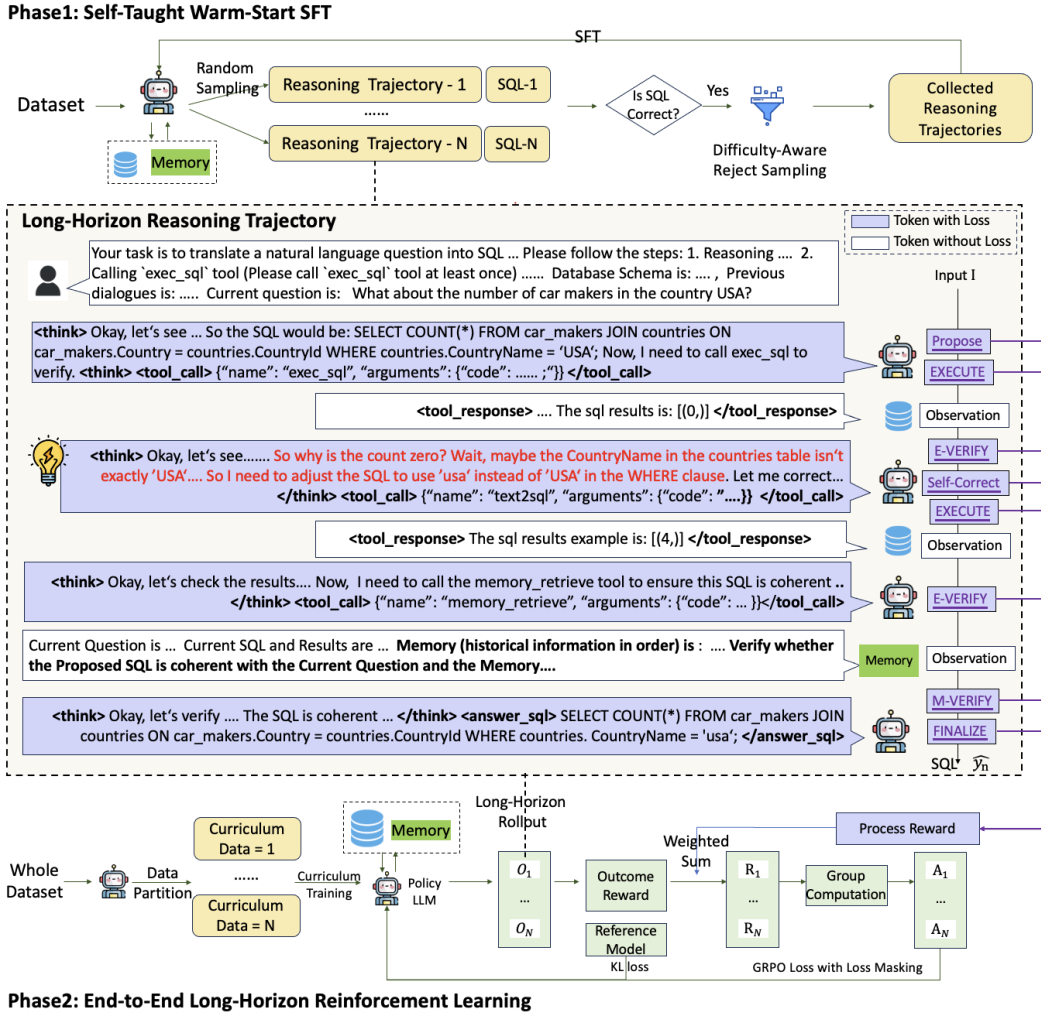 Phase1: Self-Taught Warm-Start SFT
SFT
Dataset
Random
Sampling
Memory
Reasoning Trajectory - 1
SQL-1
......
Reasoning Trajectory - N
SQL-N
Is SQL
Correct?
Yes
Difficulty-Aware
Reject Sampling
Collected
Reasoning
Trajectories
Long-Horizon Reasoning Trajectory
Token with Loss
Token without Loss
Your task is to translate a natural language question into SQL ... Please follow the steps: 1. Reasoning .... 2.
Calling `exec_sql` tool (Please call `exec_sql` tool at least once) ...... Database Schema is: .... , Previous
dialogues is: ..... Current question is: What about the number of car makers in the country USA?
Input I
<think> Okay, let‘s see ... So the SQL would be: SELECT COUNT(*) FROM car_makers JOIN countries ON
car_makers.Country = countries.CountryId WHERE countries.CountryName = ‘USA‘; Now, I need to call exec_sql to
verify. <think> <tool_call> {“name”: “exec_sql”, “arguments”: {“code”: ...... ;“}} </tool_call>
Propose
EXECUTE
<tool_response> .... The sql results is: [(0,)] </tool_response>
Observation
<think> Okay, let's see....... So why is the count zero? Wait, maybe the CountryName in the countries table isn‘t
exactly ’USA‘.... So I need to adjust the SQL to use ’usa‘ instead of ’USA‘ in the WHERE clause. Let me correct...
</think> <tool_call> {“name”: “text2sql”, “arguments”: {“code”: ”....}} </tool_call>
E-VERIFY
Self-Correct
EXECUTE
<tool_response> The sql results example is: [(4,)] </tool_response>
Observation
<think> Okay, let‘s check the results.... Now, I need to call the memory_retrieve tool to ensure this SQL is coherent ..
</think> <tool_call> {“name”: “memory_retrieve”, “arguments”: {“code”: ... }}</tool_call>
E-VERIFY
Current Question is ... Current SQL and Results are ... Memory (historical information in order) is : .... Verify whether
the Proposed SQL is coherent with the Current Question and the Memory....
Memory
Observation
<think> Okay, let‘s verify .... The SQL is coherent ... </think> <answer_sql> SELECT COUNT(*) FROM car_makers JOIN
countries ON car_makers.Country = countries.CountryId WHERE countries. CountryName = 'usa‘; </answer_sql>
M-VERIFY
FINALIZE
SQL ŷn
Long-Horizon
Rollout
Whole
Dataset
Data
Partition
Curriculum
Data = 1
......
Curriculum
Data = N
Curriculum
Training
Memory
Policy
LLM
O1
...
ON
Outcome
Reward
Reference
Model
KL loss
Weighted
Sum
Process Reward
R1
...
RN
Group
Computation
A1
...
AN
GRPO Loss with Loss Masking
Phase2: End-to-End Long-Horizon Reinforcement Learning